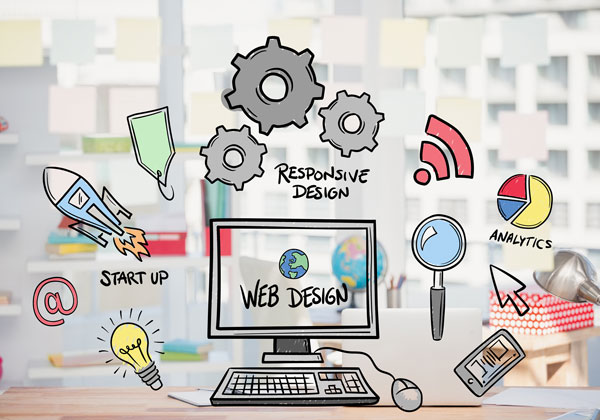 RESPONSIVE
DESIGN
ANALYTICS
START UP
@
WEB DESIGN